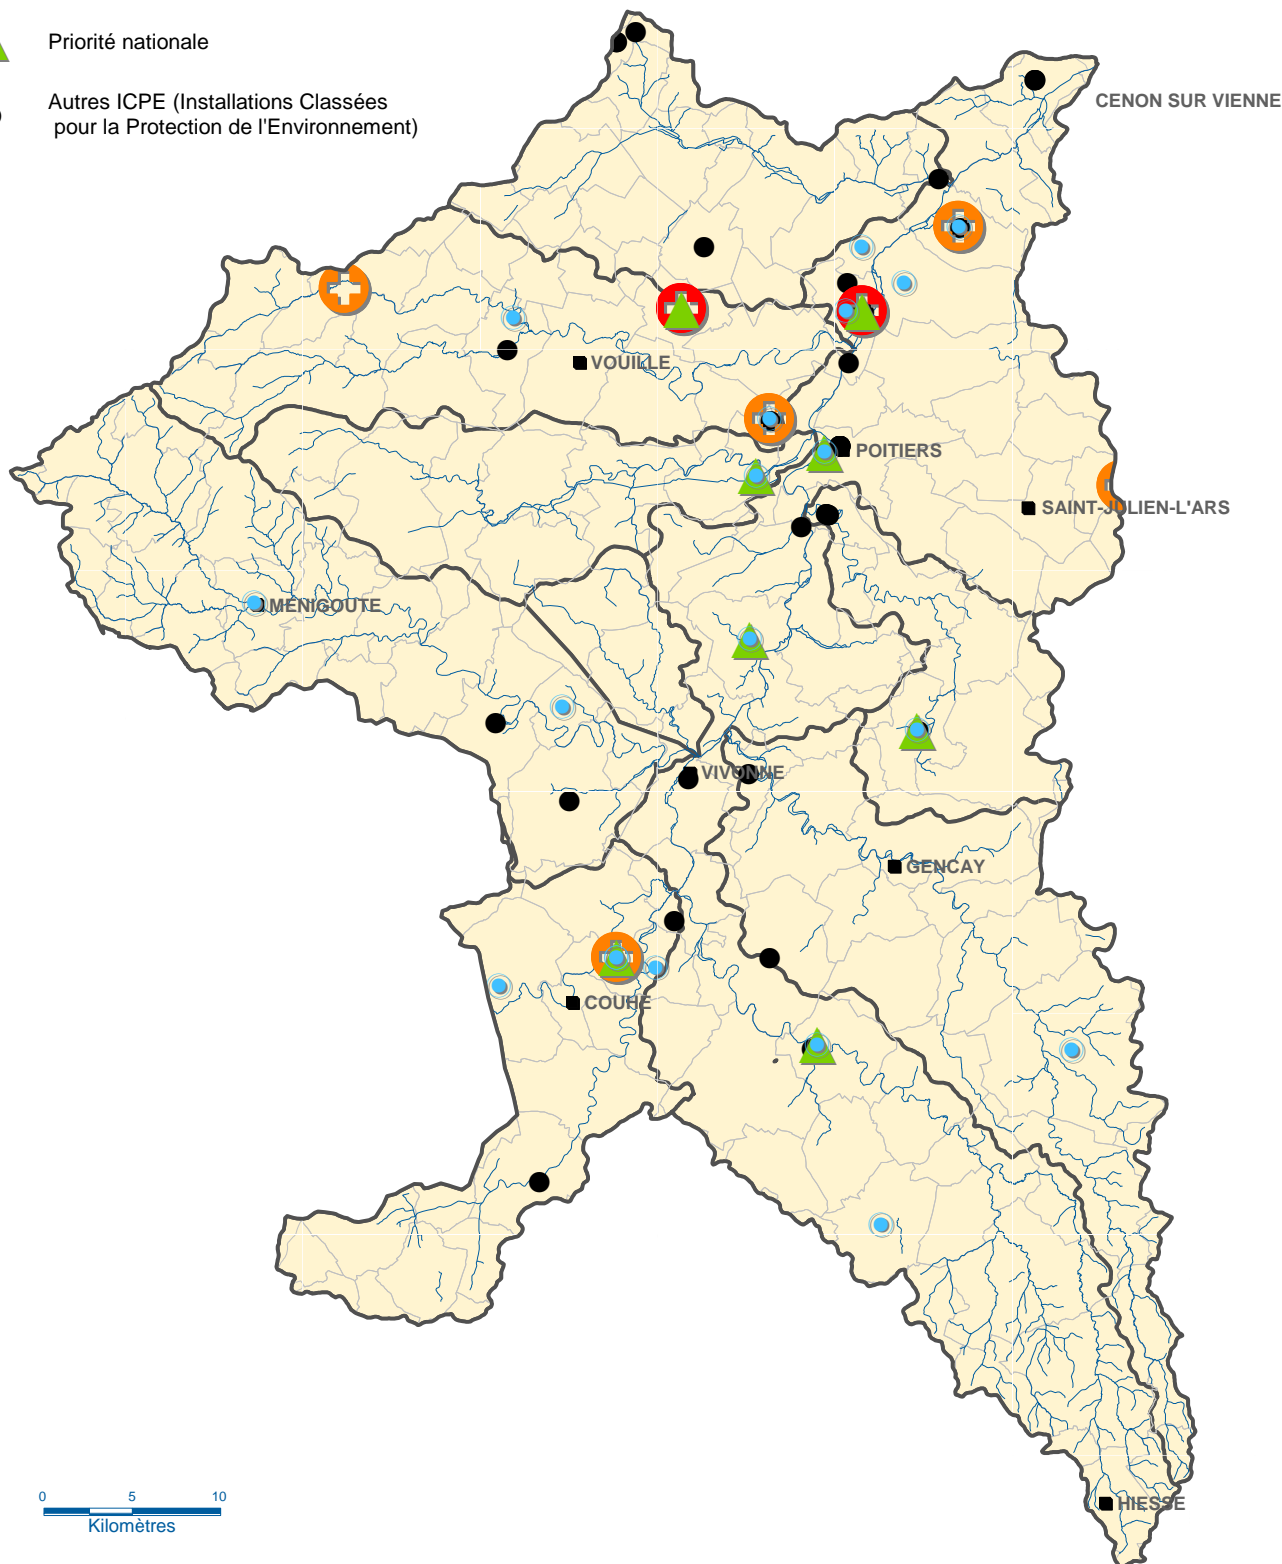 Priorité nationale
Autres ICPE (Installations Classées
pour la Protection de l'Environnement)
CENON SUR VIENNE
VOUILLE
POITIERS
SAINT-JULIEN-L'ARS
MENIGOUTE
VIVONNE
GENCAY
COUHE
HIESSE
0 5 10
Kilomètres